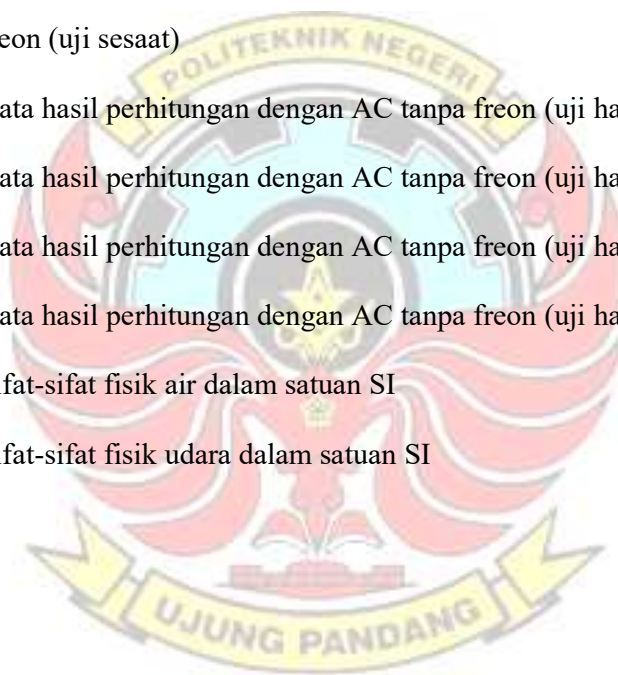 eon (uji sesaat)
POLITEKNIK NEGERI
ata hasil perhitungan dengan AC tanpa freon (uji ha
ata hasil perhitungan dengan AC tanpa freon (uji ha
ata hasil perhitungan dengan AC tanpa freon (uji ha
ata hasil perhitungan dengan AC tanpa freon (uji ha
ifat-sifat fisik air dalam satuan SI
ifat-sifat fisik udara dalam satuan SI
UJUNG PANDANG